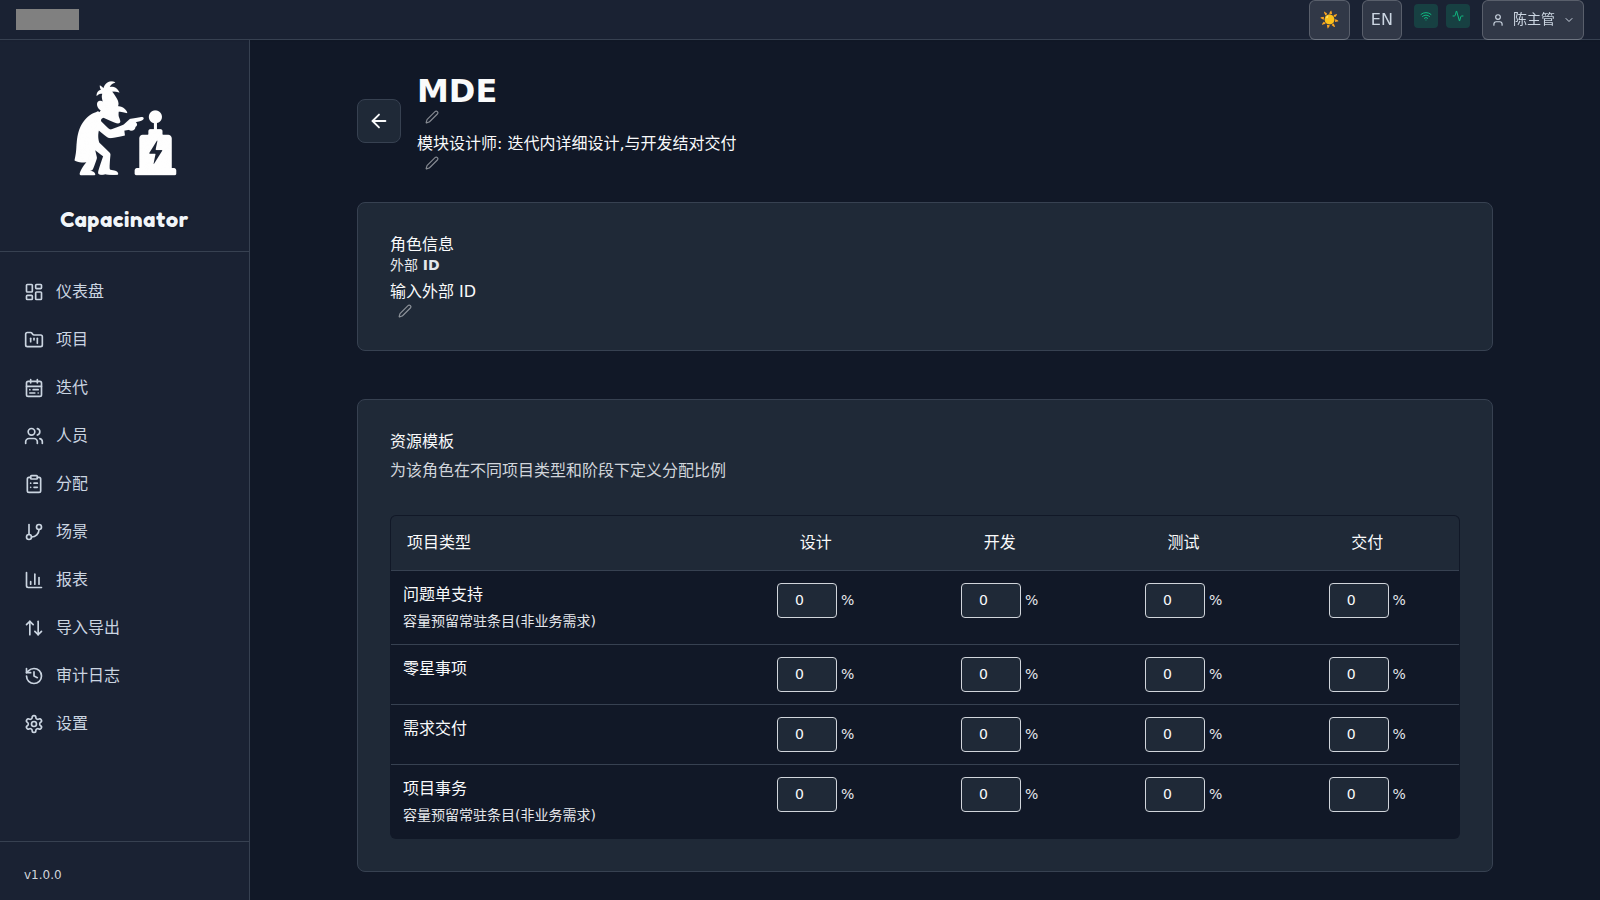 EN
陈主管
Capacinator
仪表盘
项目
迭代
人员
分配
场景
报表
导入导出
审计日志
设置
v1.0.0
MDE
模块设计师: 迭代内详细设计,与开发结对交付
角色信息
外部 ID
输入外部 ID
资源模板
为该角色在不同项目类型和阶段下定义分配比例
项目类型 设计 开发 测试 交付
问题单支持 0 % 0 % 0 % 0 %
容量预留常驻条目(非业务需求)
零星事项 0 % 0 % 0 % 0 %
需求交付 0 % 0 % 0 % 0 %
项目事务 0 % 0 % 0 % 0 %
容量预留常驻条目(非业务需求)